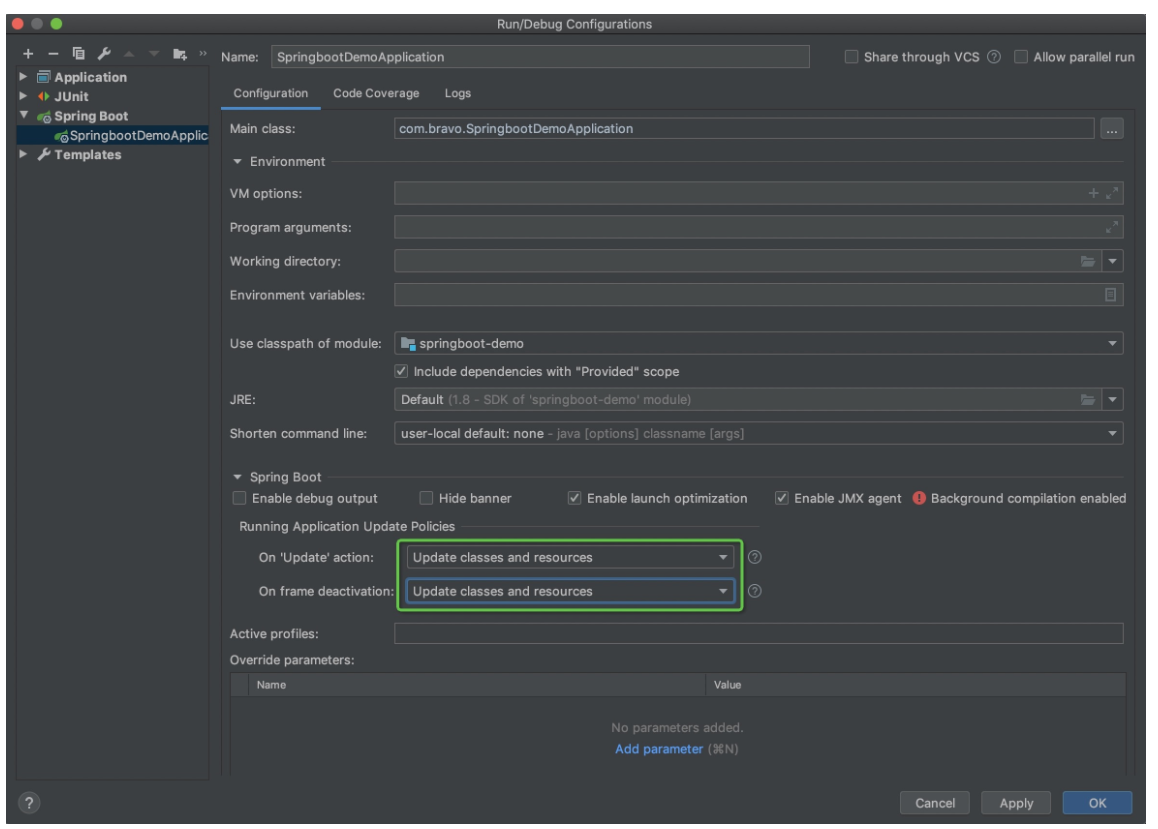 Run/Debug Configurations
Name: SpringbootDemoApplication Share through VCS ? Allow parallel run
Application
JUnit
Spring Boot
SpringbootDemoApplic
Templates
Configuration Code Coverage Logs
Main class: com.bravo.SpringbootDemoApplication ...
Environment
VM options:
Program arguments:
Working directory:
Environment variables:
Use classpath of module: springboot-demo
Include dependencies with "Provided" scope
JRE: Default (1.8 - SDK of 'springboot-demo' module)
Shorten command line: user-local default: none - java [options] classname [args]
Spring Boot
Enable debug output Hide banner Enable launch optimization Enable JMX agent ! Background compilation enabled
Running Application Update Policies
On 'Update' action: Update classes and resources ?
On frame deactivation: Update classes and resources ?
Active profiles:
Override parameters:
Name Value
No parameters added.
Add parameter (⌘N)
? Cancel Apply OK